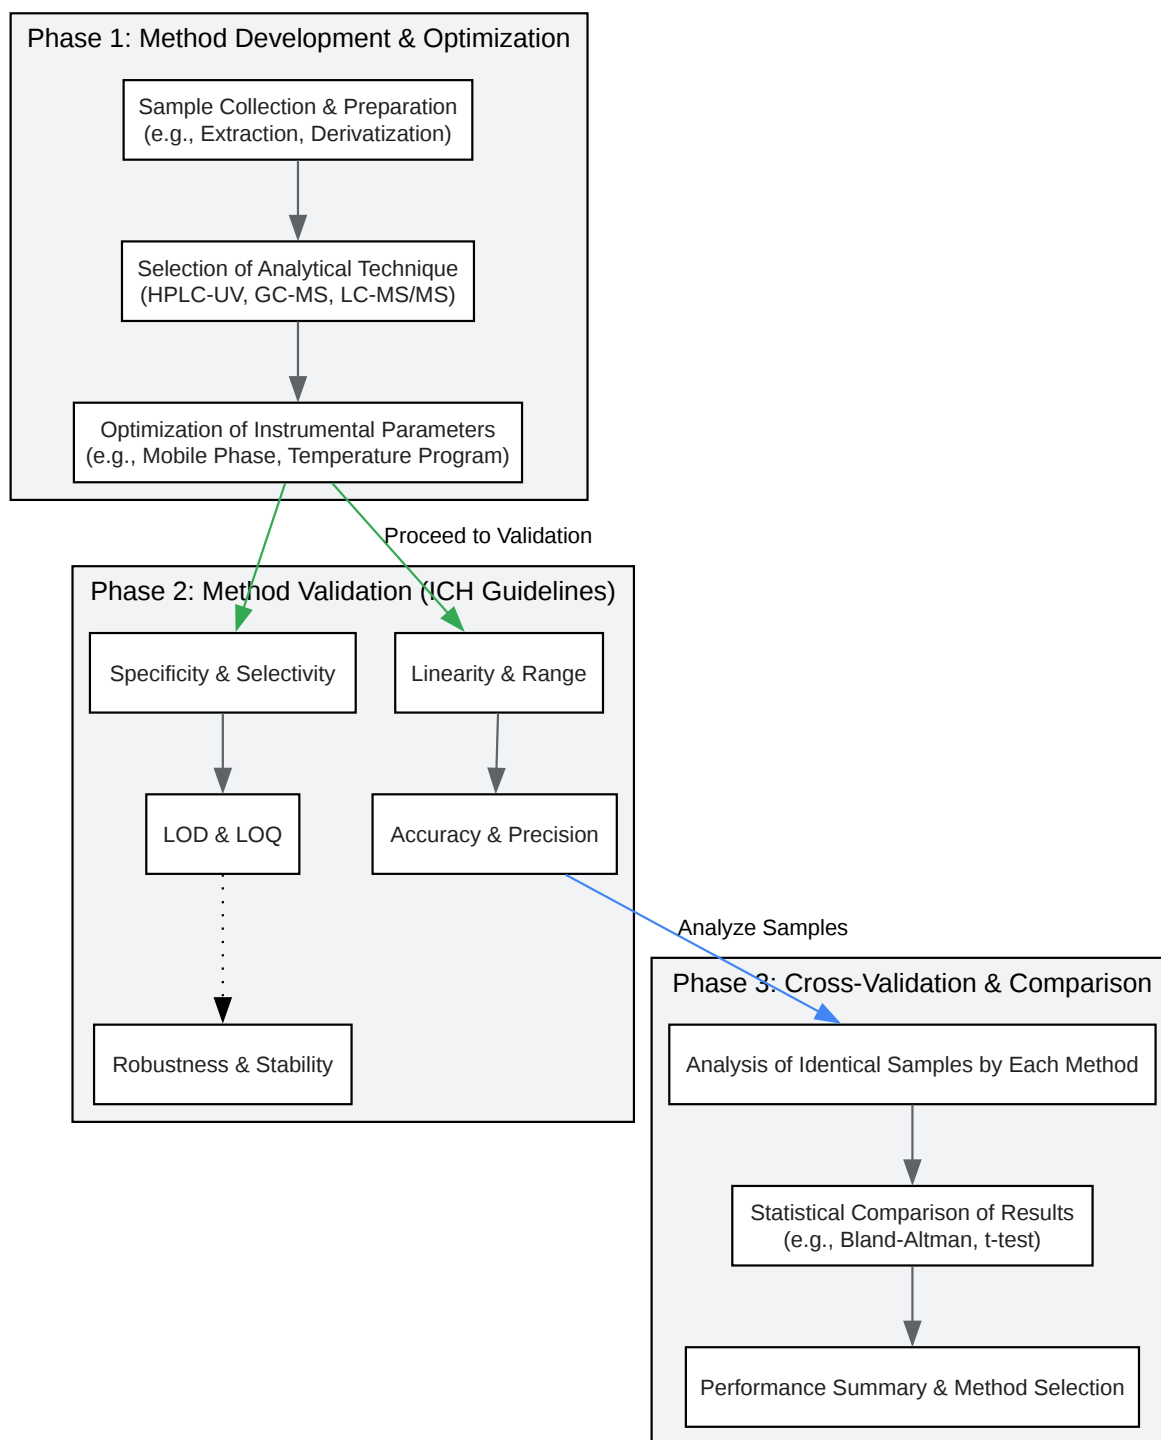 Phase 1: Method Development & Optimization
Sample Collection & Preparation
(e.g., Extraction, Derivatization)
Selection of Analytical Technique
(HPLC-UV, GC-MS, LC-MS/MS)
Optimization of Instrumental Parameters
(e.g., Mobile Phase, Temperature Program)
Proceed to Validation
Phase 2: Method Validation (ICH Guidelines)
Specificity & Selectivity
Linearity & Range
LOD & LOQ
Accuracy & Precision
Robustness & Stability
Analyze Samples
Phase 3: Cross-Validation & Comparison
Analysis of Identical Samples by Each Method
Statistical Comparison of Results
(e.g., Bland-Altman, t-test)
Performance Summary & Method Selection